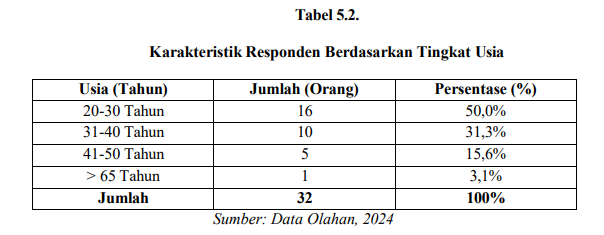 Tabel 5.2.
Karakteristik Responden Berdasarkan Tingkat Usia
Usia (Tahun) Jumlah (Orang) Persentase (%)
20-30 Tahun 16 50,0%
31-40 Tahun 10 31,3%
41-50 Tahun 5 15,6%
> 65 Tahun 1 3,1%
Jumlah 32 100%
Sumber: Data Olahan, 2024